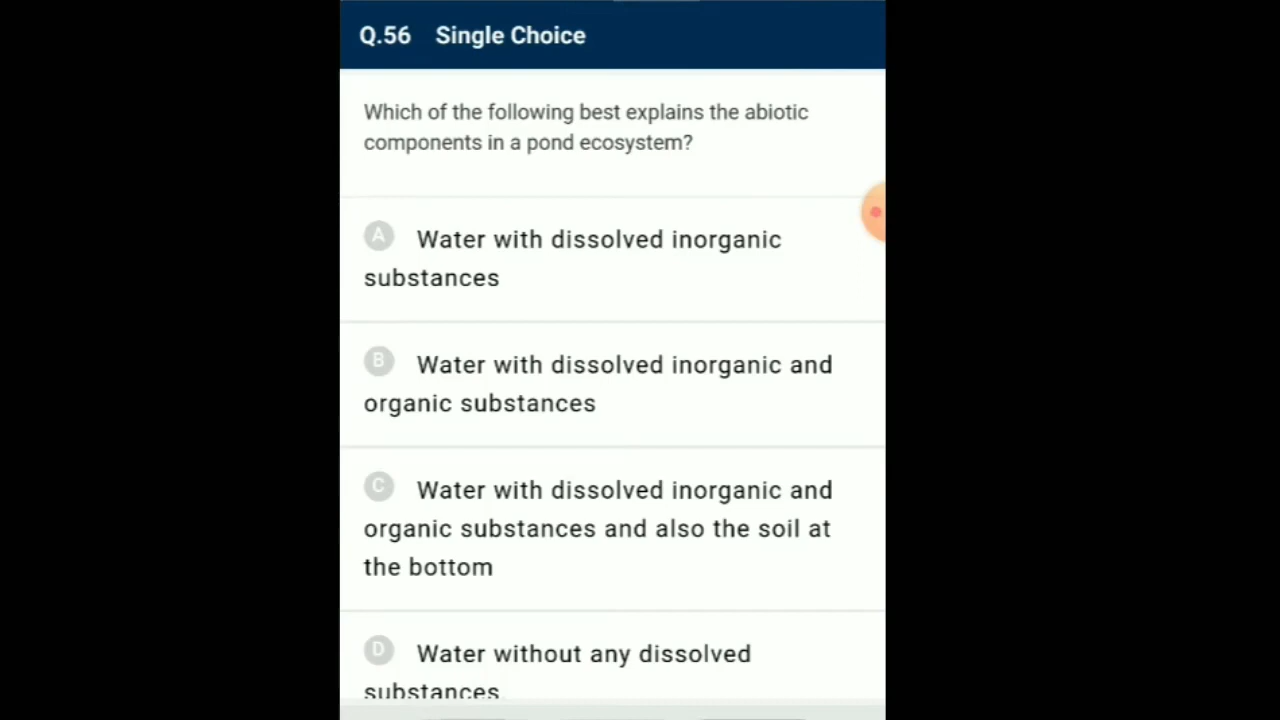 Q.56 Single Choice
Which of the following best explains the abiotic
components in a pond ecosystem?
A Water with dissolved inorganic
substances
B Water with dissolved inorganic and
organic substances
C Water with dissolved inorganic and
organic substances and also the soil at
the bottom
D Water without any dissolved
substances